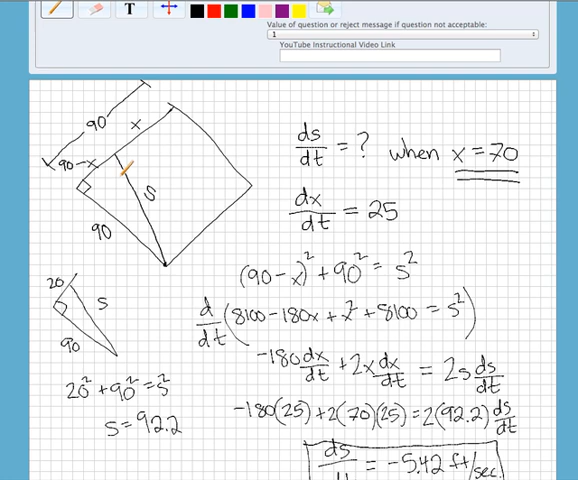 T
Value of question or reject message if question not acceptable:
1
YouTube Instructional Video Link
90
x
90-x
S
90
ds/dt = ? when x = 70
dx/dt = 25
(90-x)² + 90² = s²
20
S
90
d/dt (8100 - 180x + x² + 8100 = s²)
-180 dx/dt + 2x dx/dt = 2s ds/dt
20² + 90² = s²
s = 92.2
-180(25) + 2(70)(25) = 2(92.2) ds/dt
ds = -5.42 ft/sec.